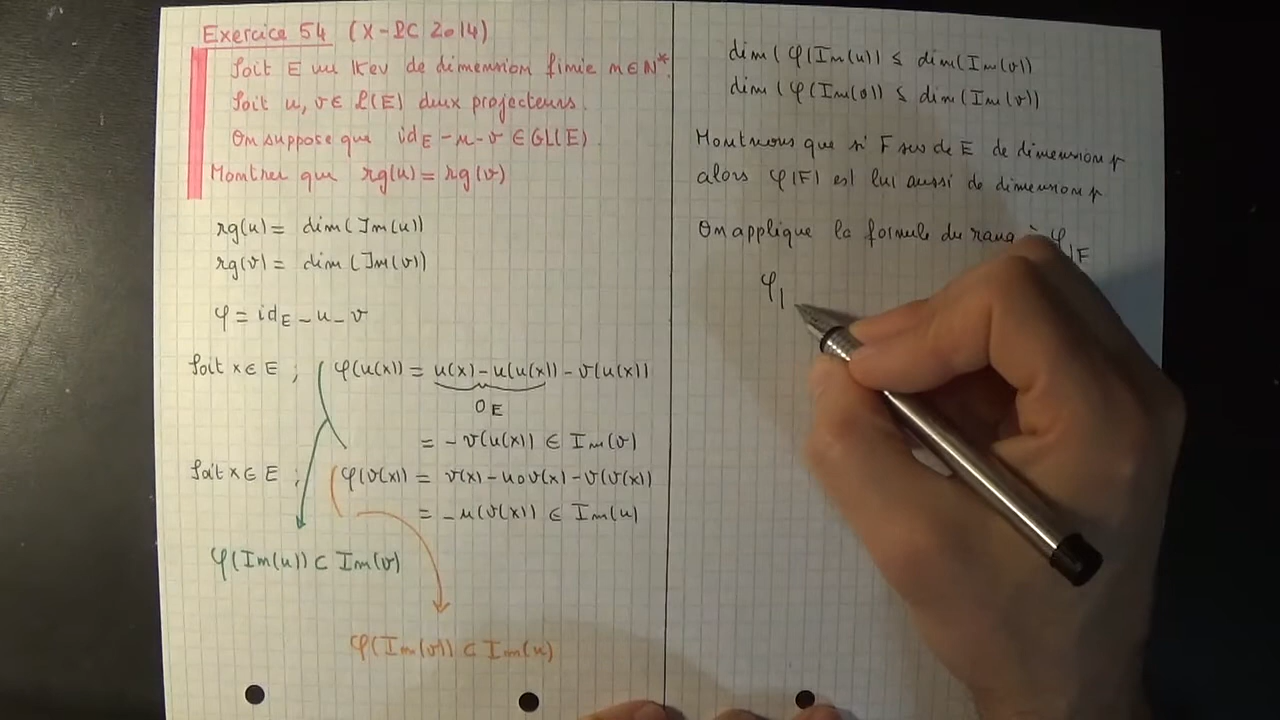 Exercice 54 (X-PC 2014)
Soit E un Kev de dimension finie n ∈ N*.
Soit u, v ∈ L(E) deux projecteurs.
On suppose que id_E - u - v ∈ GL(E)
Montrer que rg(u) = rg(v)
rg(u) = dim(Im(u))
rg(v) = dim(Im(v))
φ = id_E - u - v
Soit x ∈ E ; φ(u(x)) = u(x) - u(u(x)) - v(u(x))
0_E
= - v(u(x)) ∈ Im(v)
Soit x ∈ E ; φ(v(x)) = v(x) - u∘v(x) - v(v(x))
= - u(v(x)) ∈ Im(u)
φ(Im(u)) ⊂ Im(v)
φ(Im(v)) ⊂ Im(u)
dim(φ(Im(u)) ≤ dim(Im(v))
dim(φ(Im(v)) ≤ dim(Im(v))
Montrons que si F sev de E de dimension p
alors φ(F) est lui aussi de dimension p
On applique la formule du rang à φ|F
φ|